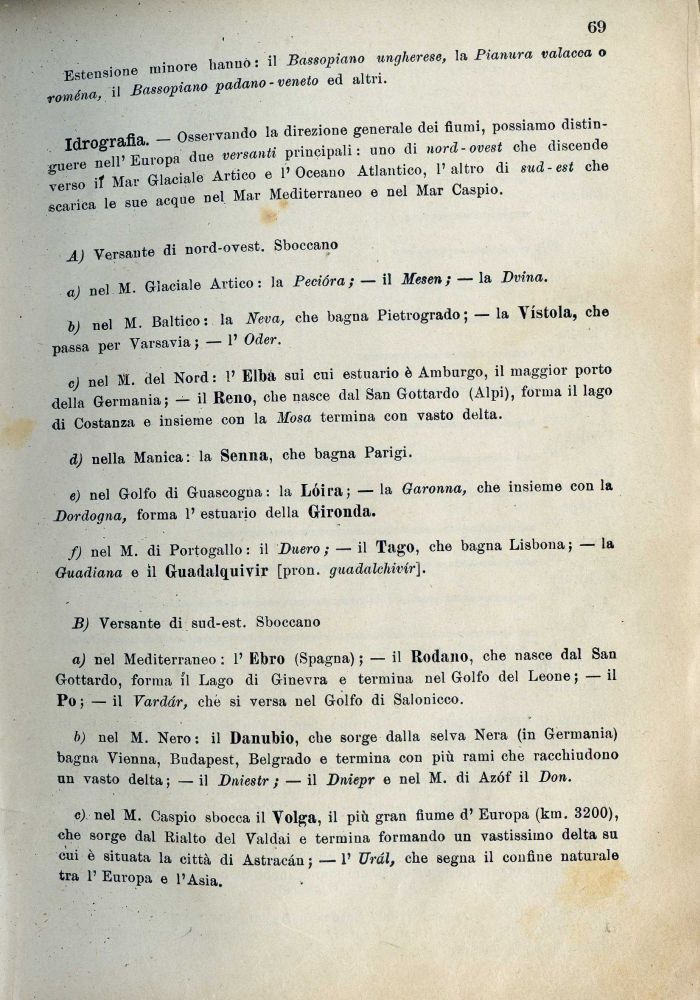 69
Estensione minore hanno: il Bassopiano ungherese, la Pianura valacca o
roména, il Bassopiano padano-veneto ed altri.
Idrografia. — Osservando la direzione generale dei fiumi, possiamo distin-
guere nell' Europa due versanti principali: uno di nord-ovest che discende
verso il Mar Glaciale Artico e l' Oceano Atlantico, l' altro di sud-est che
scarica le sue acque nel Mar Mediterraneo e nel Mar Caspio.
A) Versante di nord-ovest. Sboccano
a) nel M. Glaciale Artico: la Pecióra; — il Mesen; — la Dvina.
b) nel M. Baltico: la Neva, che bagna Pietrogrado; — la Vístola, che
passa per Varsavia; — l' Oder.
c) nel M. del Nord: l' Elba sui cui estuario è Amburgo, il maggior porto
della Germania; — il Reno, che nasce dal San Gottardo (Alpi), forma il lago
di Costanza e insieme con la Mosa termina con vasto delta.
d) nella Manica: la Senna, che bagna Parigi.
e) nel Golfo di Guascogna: la Lóira; — la Garonna, che insieme con la
Dordogna, forma l' estuario della Gironda.
f) nel M. di Portogallo: il Duero; — il Tago, che bagna Lisbona; — la
Guadiana e il Guadalquivir [pron. guadalchivír].
B) Versante di sud-est. Sboccano
a) nel Mediterraneo: l' Ebro (Spagna); — il Rodano, che nasce dal San
Gottardo, forma il Lago di Ginevra e termina nel Golfo del Leone; — il
Po; — il Vardár, che si versa nel Golfo di Salonicco.
b) nel M. Nero: il Danubio, che sorge dalla selva Nera (in Germania)
bagna Vienna, Budapest, Belgrado e termina con più rami che racchiudono
un vasto delta; — il Dniestr; — il Dniepr e nel M. di Azóf il Don.
c) nel M. Caspio sbocca il Volga, il più gran fiume d' Europa (km. 3200),
che sorge dal Rialto del Valdai e termina formando un vastissimo delta su
cui è situata la città di Astracán; — l' Urál, che segna il confine naturale
tra l' Europa e l'Asia.